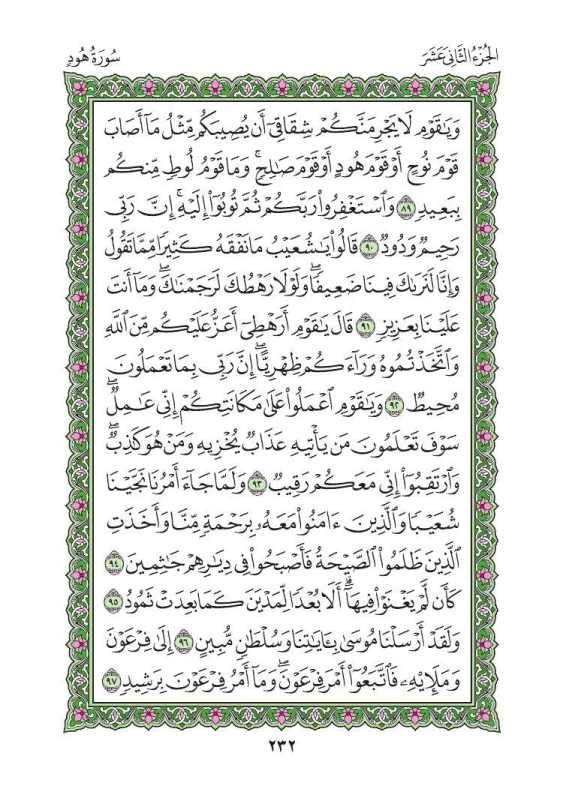 الجُزْءُ الثَّانِي عَشَرَ
سُورَةُ هُودٍ
وَيَٰقَوْمِ لَا يَجْرِمَنَّكُمْ شِقَاقِىٓ أَن يُصِيبَكُم مِّثْلُ مَآ أَصَابَ
قَوْمَ نُوحٍ أَوْ قَوْمَ هُودٍ أَوْ قَوْمَ صَٰلِحٍۚ وَمَا قَوْمُ لُوطٍ مِّنكُم
بِبَعِيدٍ ٨٩ وَٱسْتَغْفِرُوا۟ رَبَّكُمْ ثُمَّ تُوبُوٓا۟ إِلَيْهِۚ إِنَّ رَبِّى
رَحِيمٌ وَدُودٌ ٩٠ قَالُوا۟ يَٰشُعَيْبُ مَا نَفْقَهُ كَثِيرًا مِّمَّا تَقُولُ
وَإِنَّا لَنَرَىٰكَ فِينَا ضَعِيفًاۖ وَلَوْلَا رَهْطُكَ لَرَجَمْنَٰكَۖ وَمَآ أَنتَ
عَلَيْنَا بِعَزِيزٍ ٩١ قَالَ يَٰقَوْمِ أَرَهْطِىٓ أَعَزُّ عَلَيْكُم مِّنَ ٱللَّهِ
وَٱتَّخَذْتُمُوهُ وَرَآءَكُمْ ظِهْرِيًّاۖ إِنَّ رَبِّى بِمَا تَعْمَلُونَ
مُحِيطٌ ٩٢ وَيَٰقَوْمِ ٱعْمَلُوا۟ عَلَىٰ مَكَانَتِكُمْ إِنِّى عَٰمِلٌۖ
سَوْفَ تَعْلَمُونَ مَن يَأْتِيهِ عَذَابٌ يُخْزِيهِ وَمَنْ هُوَ كَٰذِبٌۖ
وَٱرْتَقِبُوٓا۟ إِنِّى مَعَكُمْ رَقِيبٌ ٩٣ وَلَمَّا جَآءَ أَمْرُنَا نَجَّيْنَا
شُعَيْبًا وَٱلَّذِينَ ءَامَنُوا۟ مَعَهُۥ بِرَحْمَةٍ مِّنَّا وَأَخَذَتِ
ٱلَّذِينَ ظَلَمُوا۟ ٱلصَّيْحَةُ فَأَصْبَحُوا۟ فِى دِيَٰرِهِمْ جَٰثِمِينَ ٩٤
كَأَن لَّمْ يَغْنَوْا۟ فِيهَآۗ أَلَا بُعْدًا لِّمَدْيَنَ كَمَا بَعِدَتْ ثَمُودُ ٩٥
وَلَقَدْ أَرْسَلْنَا مُوسَىٰ بِـَٔايَٰتِنَا وَسُلْطَٰنٍ مُّبِينٍ ٩٦ إِلَىٰ فِرْعَوْنَ
وَمَلَإِي۟هِۦ فَٱتَّبَعُوٓا۟ أَمْرَ فِرْعَوْنَۖ وَمَآ أَمْرُ فِرْعَوْنَ بِرَشِيدٍ ٩٧
٢٣٢